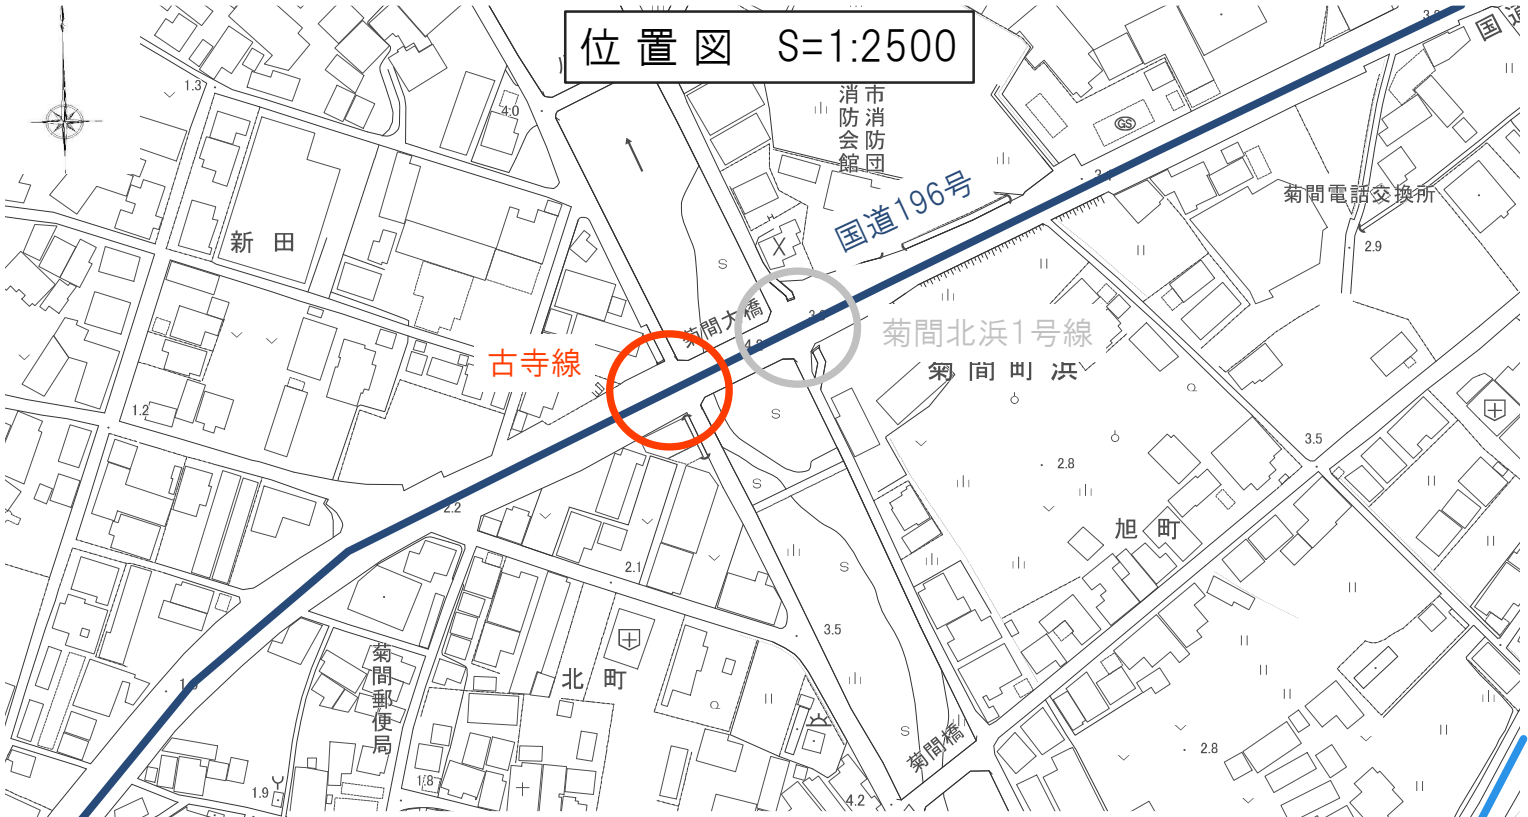 位置図 S=1:2500
国道
1.3
4.0
消防会館
市消防団
GS
国道196号
菊間電話交換所
2.9
新田
S
菊間大橋
菊間北浜1号線
古寺線
菊間町浜
1.2
S
3.5
2.8
S
2.2
旭町
2.1
S
3.5
菊間郵便局
北町
S
菊間橋
2.8
1.8
1.9
4.2